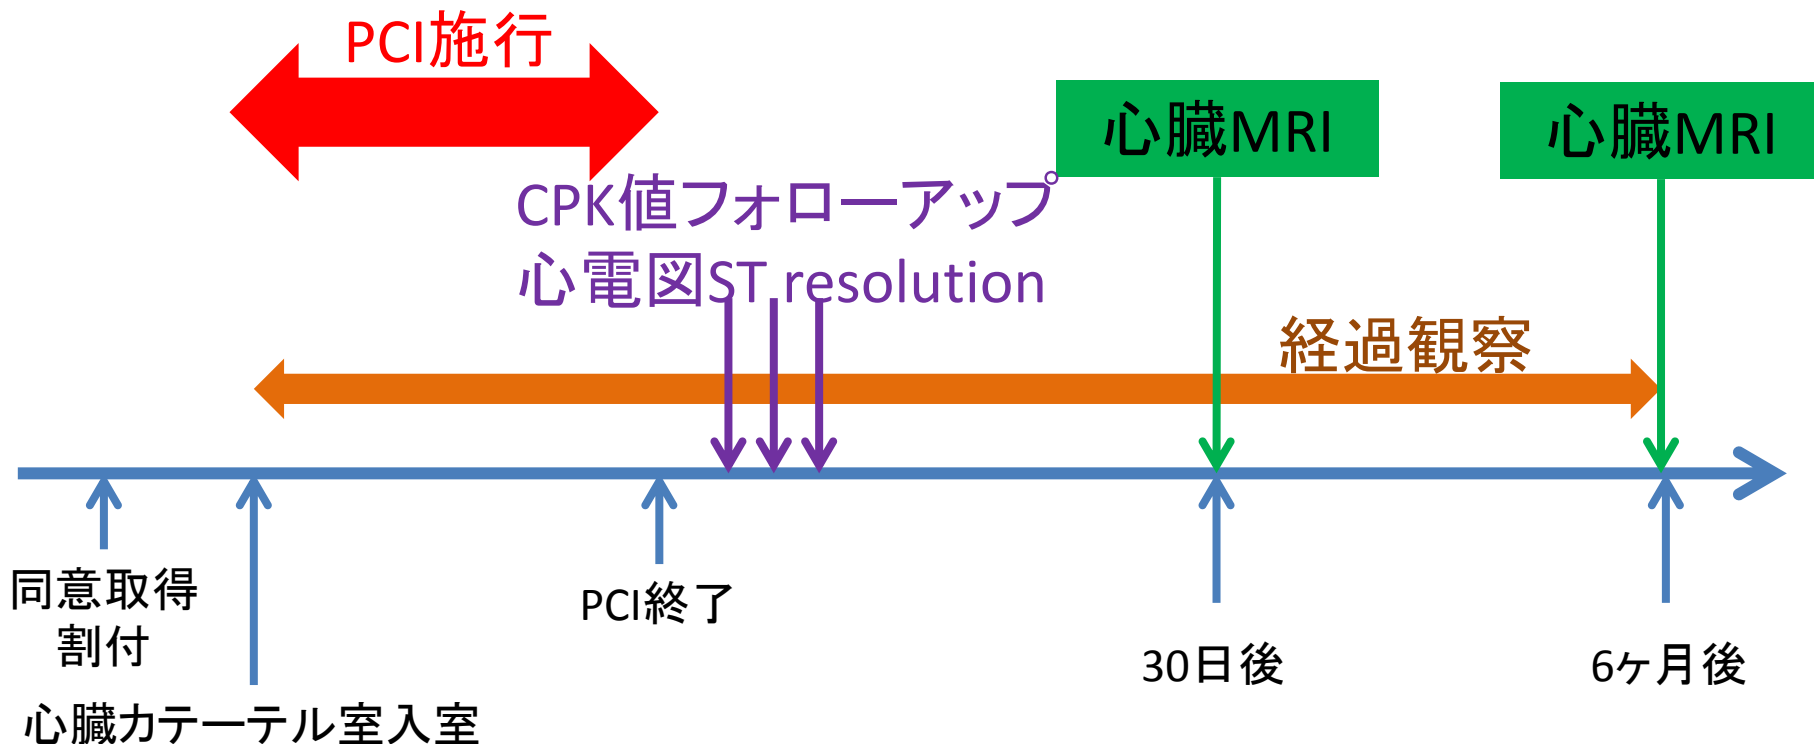 PCI施行
心臓MRI
心臓MRI
CPK値フォローアップ
心電図ST resolution
経過観察
同意取得
割付
PCI終了
30日後
6ヶ月後
心臓カテーテル室入室